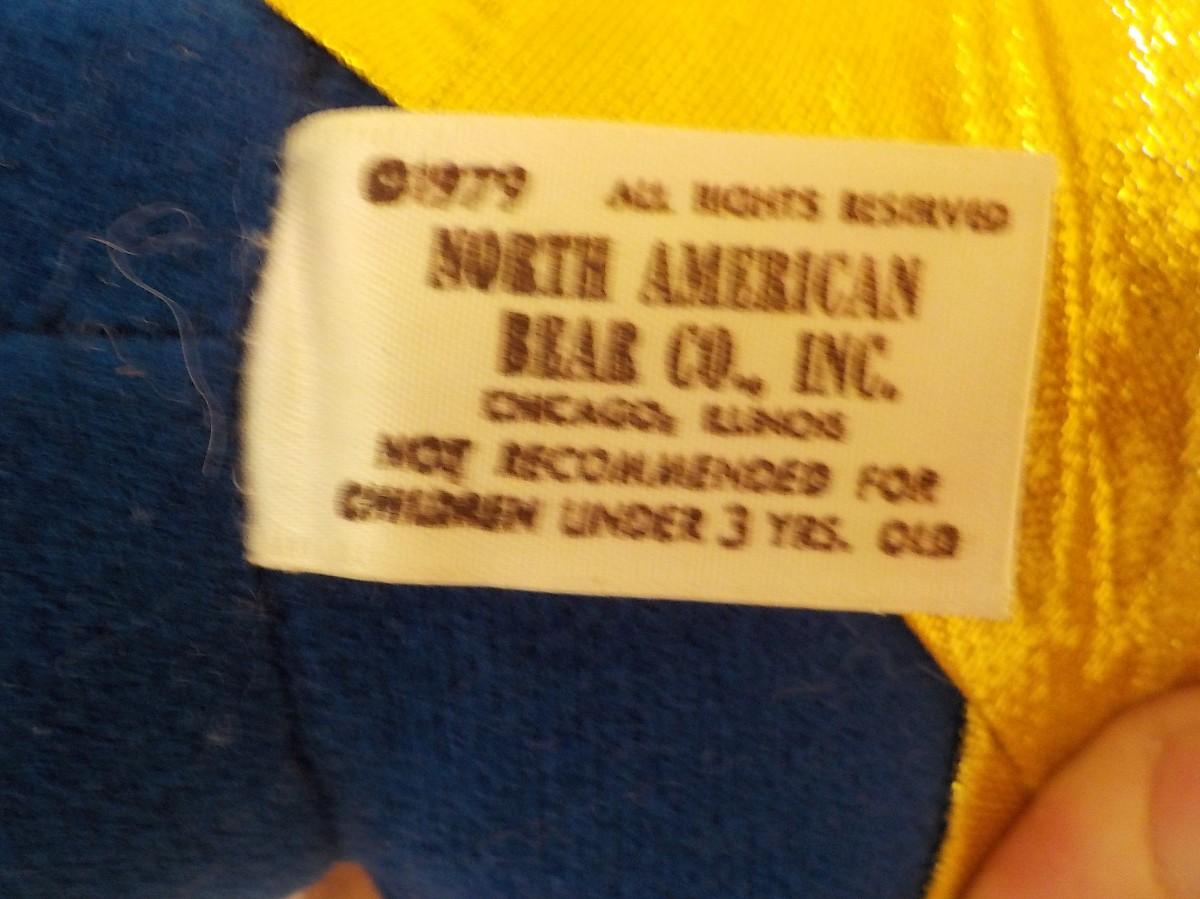 ©1979 ALL RIGHTS RESERVED
NORTH AMERICAN
BEAR CO., INC.
CHICAGO, ILLINOIS
NOT RECOMMENDED FOR
CHILDREN UNDER 3 YRS. OLD